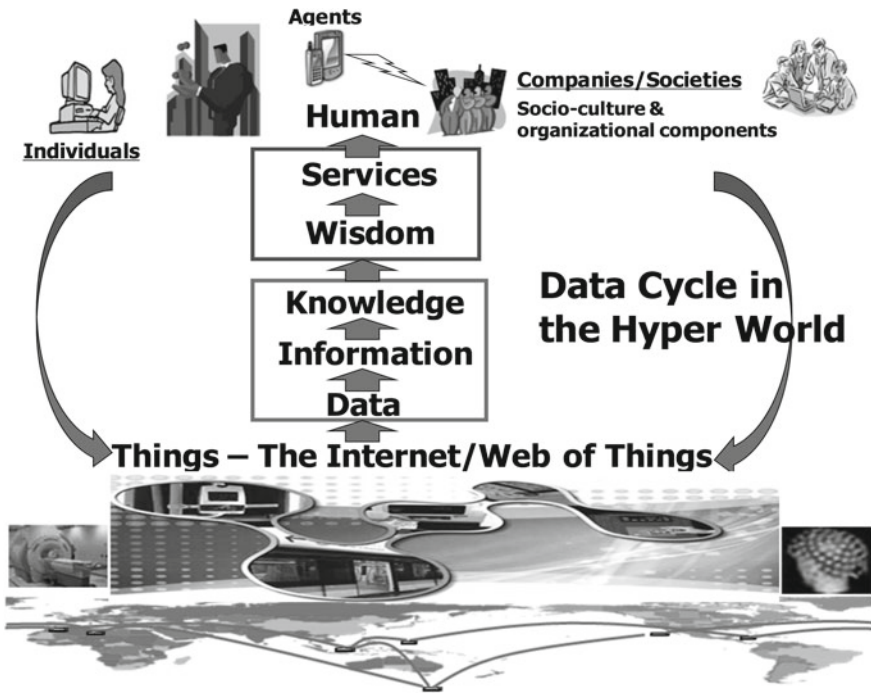 Agents
Companies/Societies
Socio-culture &
organizational components
Individuals
Human
Services
Wisdom
Knowledge
Information
Data
Data Cycle in
the Hyper World
Things – The Internet/Web of Things